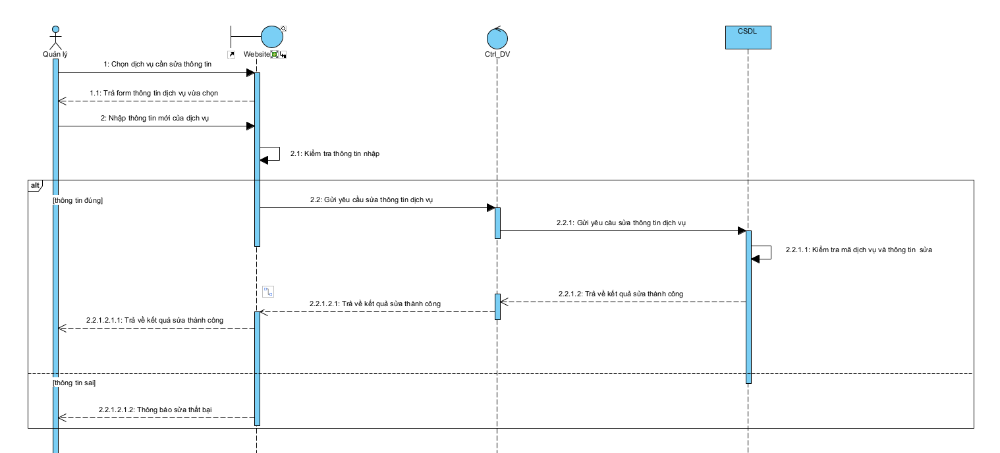 CSDL
Quản lý
Website
Ctrl_DV
1: Chọn dịch vụ cần sửa thông tin
1.1: Trả form thông tin dịch vụ vừa chọn
2: Nhập thông tin mới của dịch vụ
2.1: Kiểm tra thông tin nhập
alt
[thông tin đúng]
2.2: Gửi yêu cầu sửa thông tin dịch vụ
2.2.1: Gửi yêu càu sửa thông tin dịch vụ
2.2.1.1: Kiểm tra mã dịch vụ và thông tin sửa
2.2.1.2: Trả về kết quả sửa thành công
2.2.1.2.1: Trả về kết quả sửa thành công
2.2.1.2.1.1: Trả về kết quả sửa thành công
[thông tin sai]
2.2.1.2.1.2: Thông báo sửa thất bại